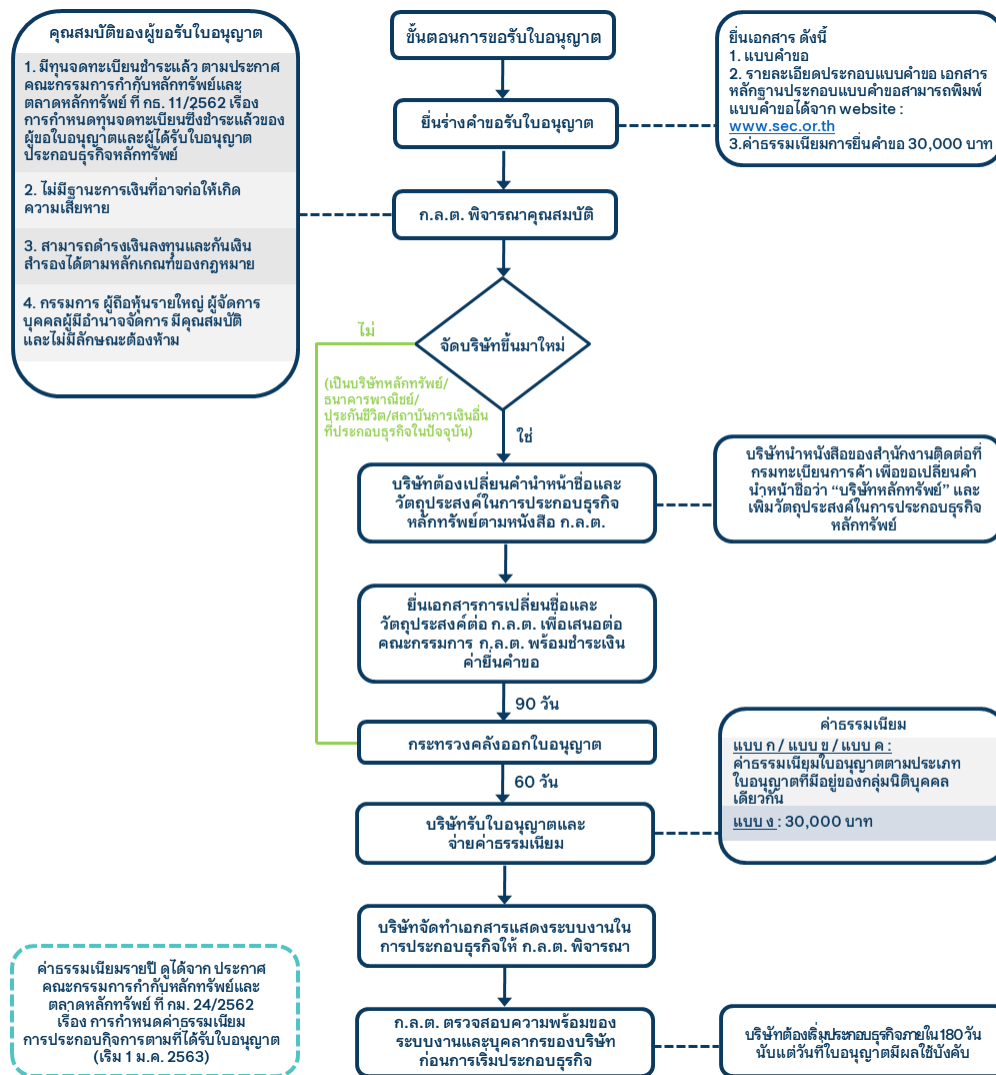 คุณสมบัติของผู้ขอรับใบอนุญาต
1. มีทุนจดทะเบียนชำระแล้ว ตามประกาศ
คณะกรรมการกำกับหลักทรัพย์และ
ตลาดหลักทรัพย์ ที่ กธ. 11/2562 เรื่อง
การกำหนดทุนจดทะเบียนซึ่งชำระแล้วของ
ผู้ขอใบอนุญาตและผู้ได้รับใบอนุญาต
ประกอบธุรกิจหลักทรัพย์
2. ไม่มีฐานะการเงินที่อาจก่อให้เกิด
ความเสียหาย
3. สามารถดำรงเงินลงทุนและกันเงิน
สำรองได้ตามหลักเกณฑ์ของกฎหมาย
4. กรรมการ ผู้ถือหุ้นรายใหญ่ ผู้จัดการ
บุคคลผู้มีอำนาจจัดการ มีคุณสมบัติ
และไม่มีลักษณะต้องห้าม
ขั้นตอนการขอรับใบอนุญาต
ยื่นร่างคำขอรับใบอนุญาต
ยื่นเอกสาร ดังนี้
1. แบบคำขอ
2. รายละเอียดประกอบแบบคำขอ เอกสาร
หลักฐานประกอบแบบคำขอสามารถพิมพ์
แบบคำขอได้จาก website :
www.sec.or.th
3.ค่าธรรมเนียมการยื่นคำขอ 30,000 บาท
ก.ล.ต. พิจารณาคุณสมบัติ
จัดบริษัทขึ้นมาใหม่
ไม่
(เป็นบริษัทหลักทรัพย์/
ธนาคารพาณิชย์/
ประกันชีวิต/สถาบันการเงินอื่น
ที่ประกอบธุรกิจในปัจจุบัน)
ใช่
บริษัทต้องเปลี่ยนคำนำหน้าชื่อและ
วัตถุประสงค์ในการประกอบธุรกิจ
หลักทรัพย์ตามหนังสือ ก.ล.ต.
บริษัทนำหนังสือของสำนักงานติดต่อที่
กรมทะเบียนการค้า เพื่อขอเปลี่ยนคำ
นำหน้าชื่อว่า “บริษัทหลักทรัพย์” และ
เพิ่มวัตถุประสงค์ในการประกอบธุรกิจ
หลักทรัพย์
ยื่นเอกสารการเปลี่ยนชื่อและ
วัตถุประสงค์ต่อ ก.ล.ต. เพื่อเสนอต่อ
คณะกรรมการ ก.ล.ต. พร้อมชำระเงิน
ค่ายื่นคำขอ
90 วัน
กระทรวงคลังออกใบอนุญาต
60 วัน
บริษัทรับใบอนุญาตและ
จ่ายค่าธรรมเนียม
ค่าธรรมเนียม
แบบ ก / แบบ ข / แบบ ค :
ค่าธรรมเนียมใบอนุญาตตามประเภท
ใบอนุญาตที่มีอยู่ของกลุ่มนิติบุคคล
เดียวกัน
แบบ ง : 30,000 บาท
บริษัทจัดทำเอกสารแสดงระบบงานใน
การประกอบธุรกิจให้ ก.ล.ต. พิจารณา
ค่าธรรมเนียมรายปี ดูได้จาก ประกาศ
คณะกรรมการกำกับหลักทรัพย์และ
ตลาดหลักทรัพย์ ที่ กม. 24/2562
เรื่อง การกำหนดค่าธรรมเนียม
การประกอบกิจการตามที่ได้รับใบอนุญาต
(เริ่ม 1 ม.ค. 2563)
ก.ล.ต. ตรวจสอบความพร้อมของ
ระบบงานและบุคลากรของบริษัท
ก่อนการเริ่มประกอบธุรกิจ
บริษัทต้องเริ่มประกอบธุรกิจภายใน180วัน
นับแต่วันที่ใบอนุญาตมีผลใช้บังคับ